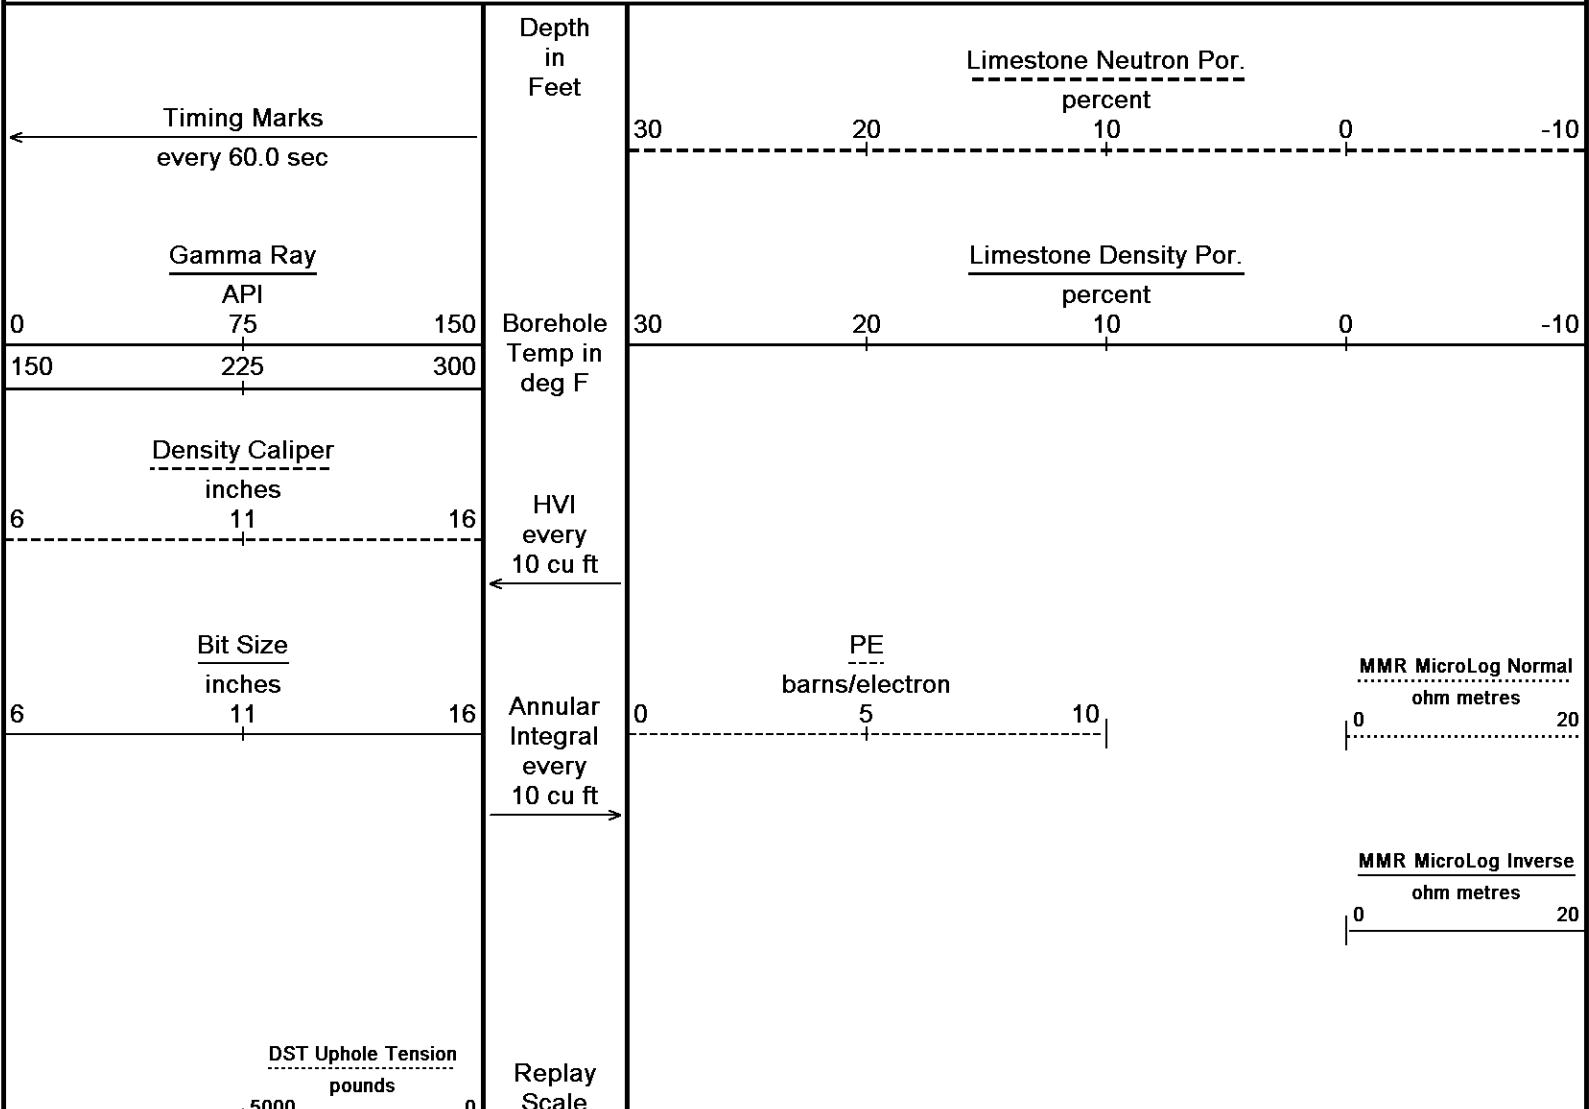 Timing Marks
every 60.0 sec
Gamma Ray
API
0 75 150
150 225 300
Density Caliper
inches
6 11 16
Bit Size
inches
6 11 16
DST Uphole Tension
pounds
5000 0
Depth
in
Feet
Borehole
Temp in
deg F
HVI
every
10 cu ft
Annular
Integral
every
10 cu ft
Replay
Scale
Limestone Neutron Por.
percent
30 20 10 0 -10
Limestone Density Por.
percent
30 20 10 0 -10
PE
barns/electron
0 5 10
MMR MicroLog Normal
ohm metres
0 20
MMR MicroLog Inverse
ohm metres
0 20